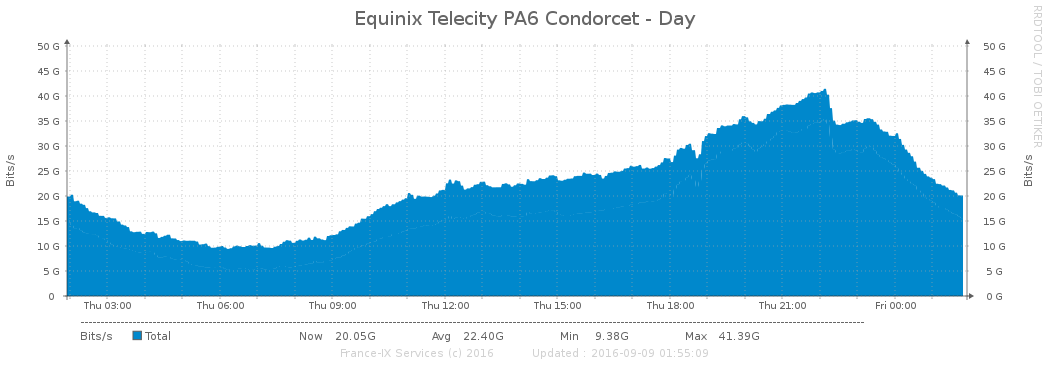 Equinix Telecity PA6 Condorcet - Day
RRDTOOL / TOBI OETIKER
Bits/s
50 G 50 G
45 G 45 G
40 G 40 G
35 G 35 G
30 G 30 G
25 G 25 G
20 G 20 G
15 G 15 G
10 G 10 G
5 G 5 G
0 0 G
Bits/s
Thu 03:00 Thu 06:00 Thu 09:00 Thu 12:00 Thu 15:00 Thu 18:00 Thu 21:00 Fri 00:00
Bits/s Total Now 20.05G Avg 22.40G Min 9.38G Max 41.39G
France-IX Services (c) 2016 Updated : 2016-09-09 01:55:09